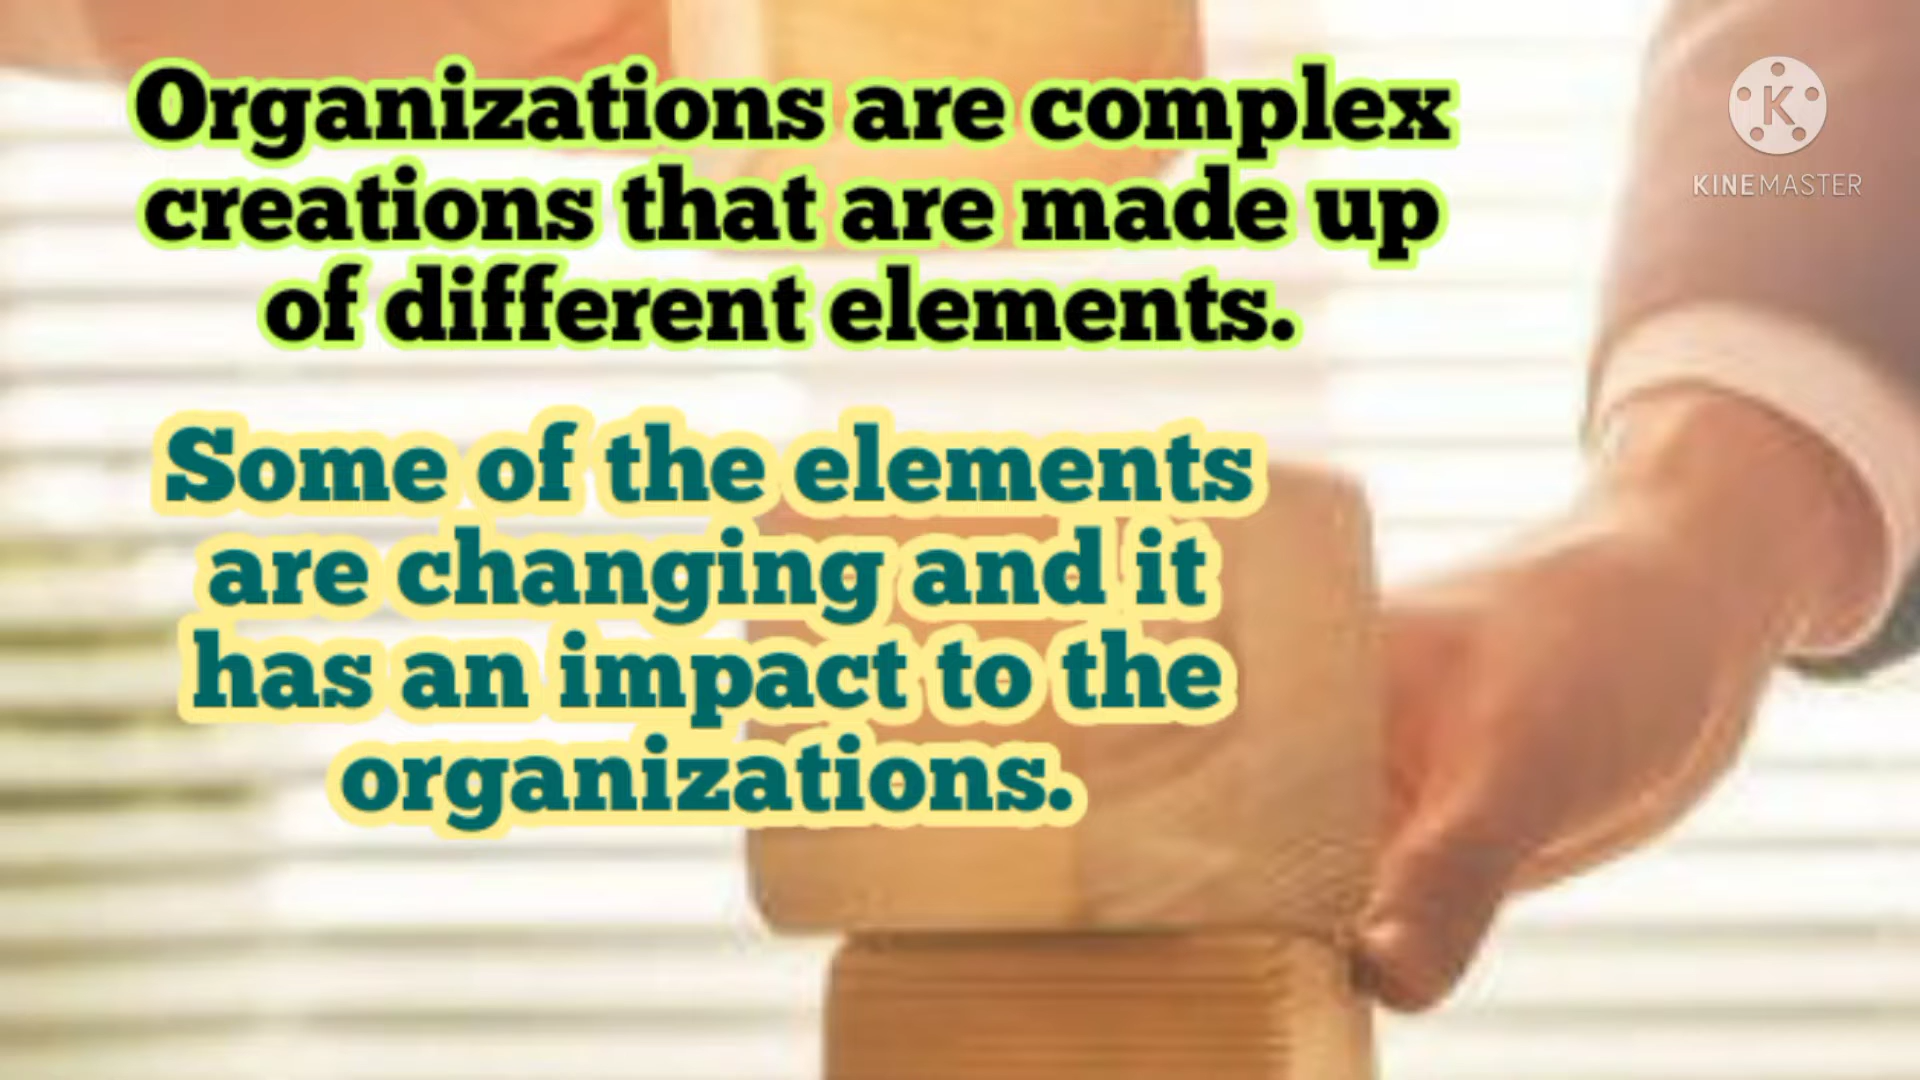 Organizations are complex
creations that are made up
of different elements.
Some of the elements
are changing and it
has an impact to the
organizations.
K
KINEMASTER